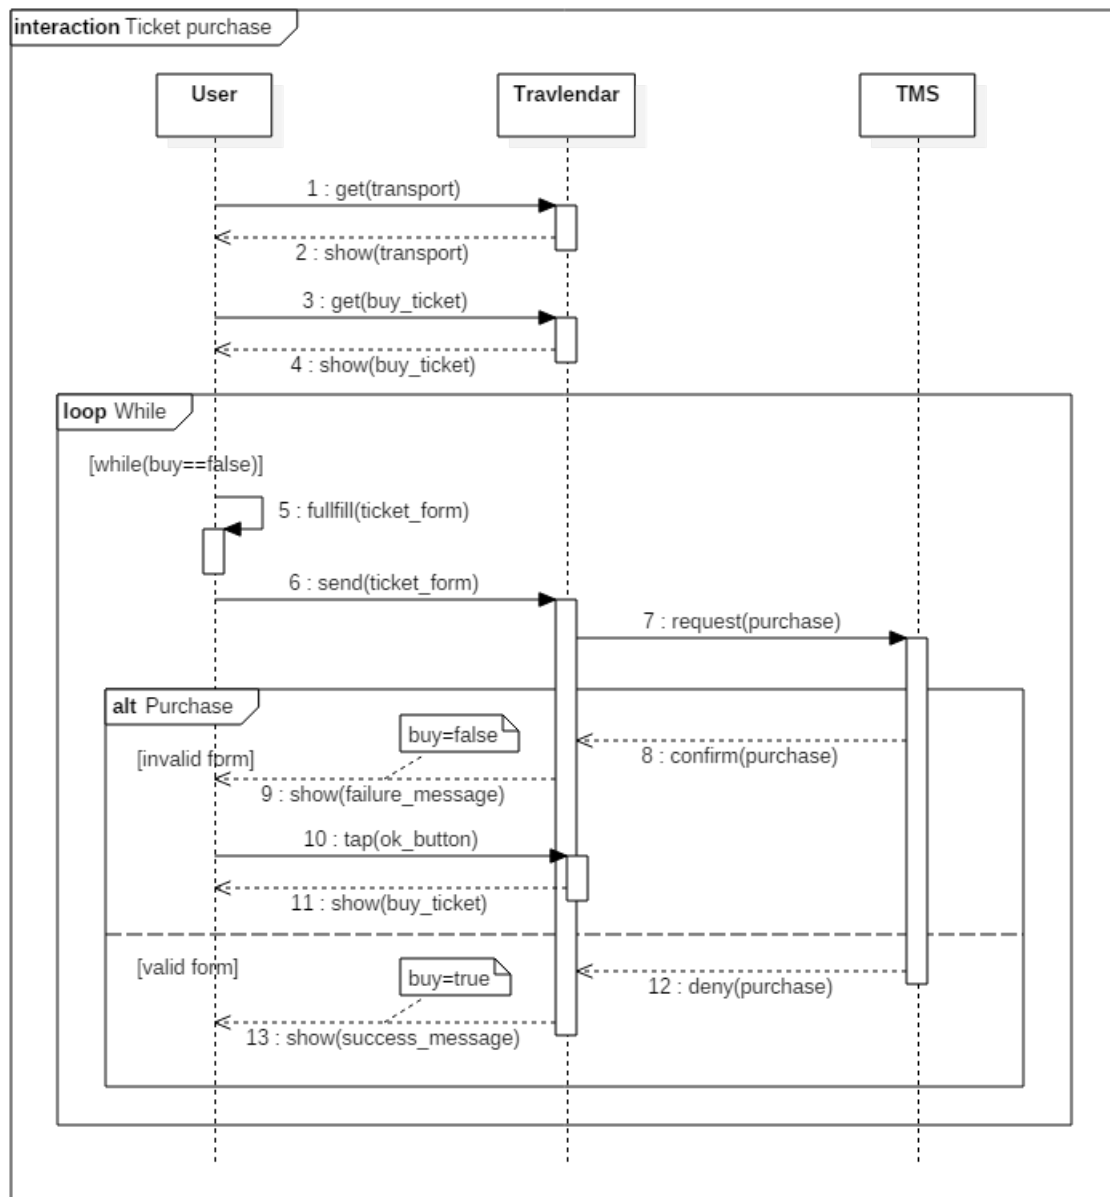 interaction Ticket purchase
User
Travlendar
TMS
1 : get(transport)
2 : show(transport)
3 : get(buy_ticket)
4 : show(buy_ticket)
loop While
[while(buy==false)]
5 : fullfill(ticket_form)
6 : send(ticket_form)
7 : request(purchase)
alt Purchase
buy=false
8 : confirm(purchase)
[invalid form]
9 : show(failure_message)
10 : tap(ok_button)
11 : show(buy_ticket)
[valid form]
buy=true
12 : deny(purchase)
13 : show(success_message)